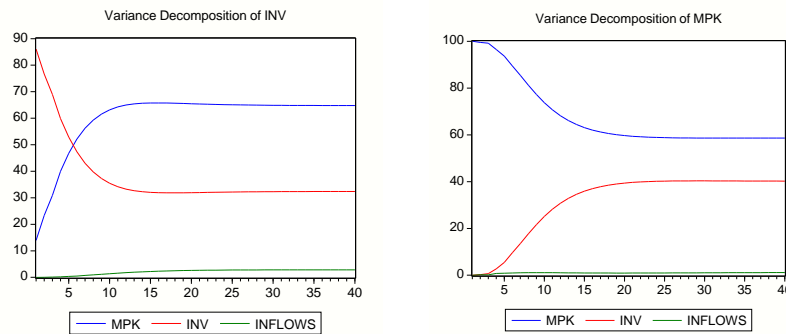 Variance Decomposition of INV
90
80
70
60
50
40
30
20
10
0
5 10 15 20 25 30 35 40
MPK INV INFLOWS
Variance Decomposition of MPK
100
80
60
40
20
0
5 10 15 20 25 30 35 40
MPK INV INFLOWS